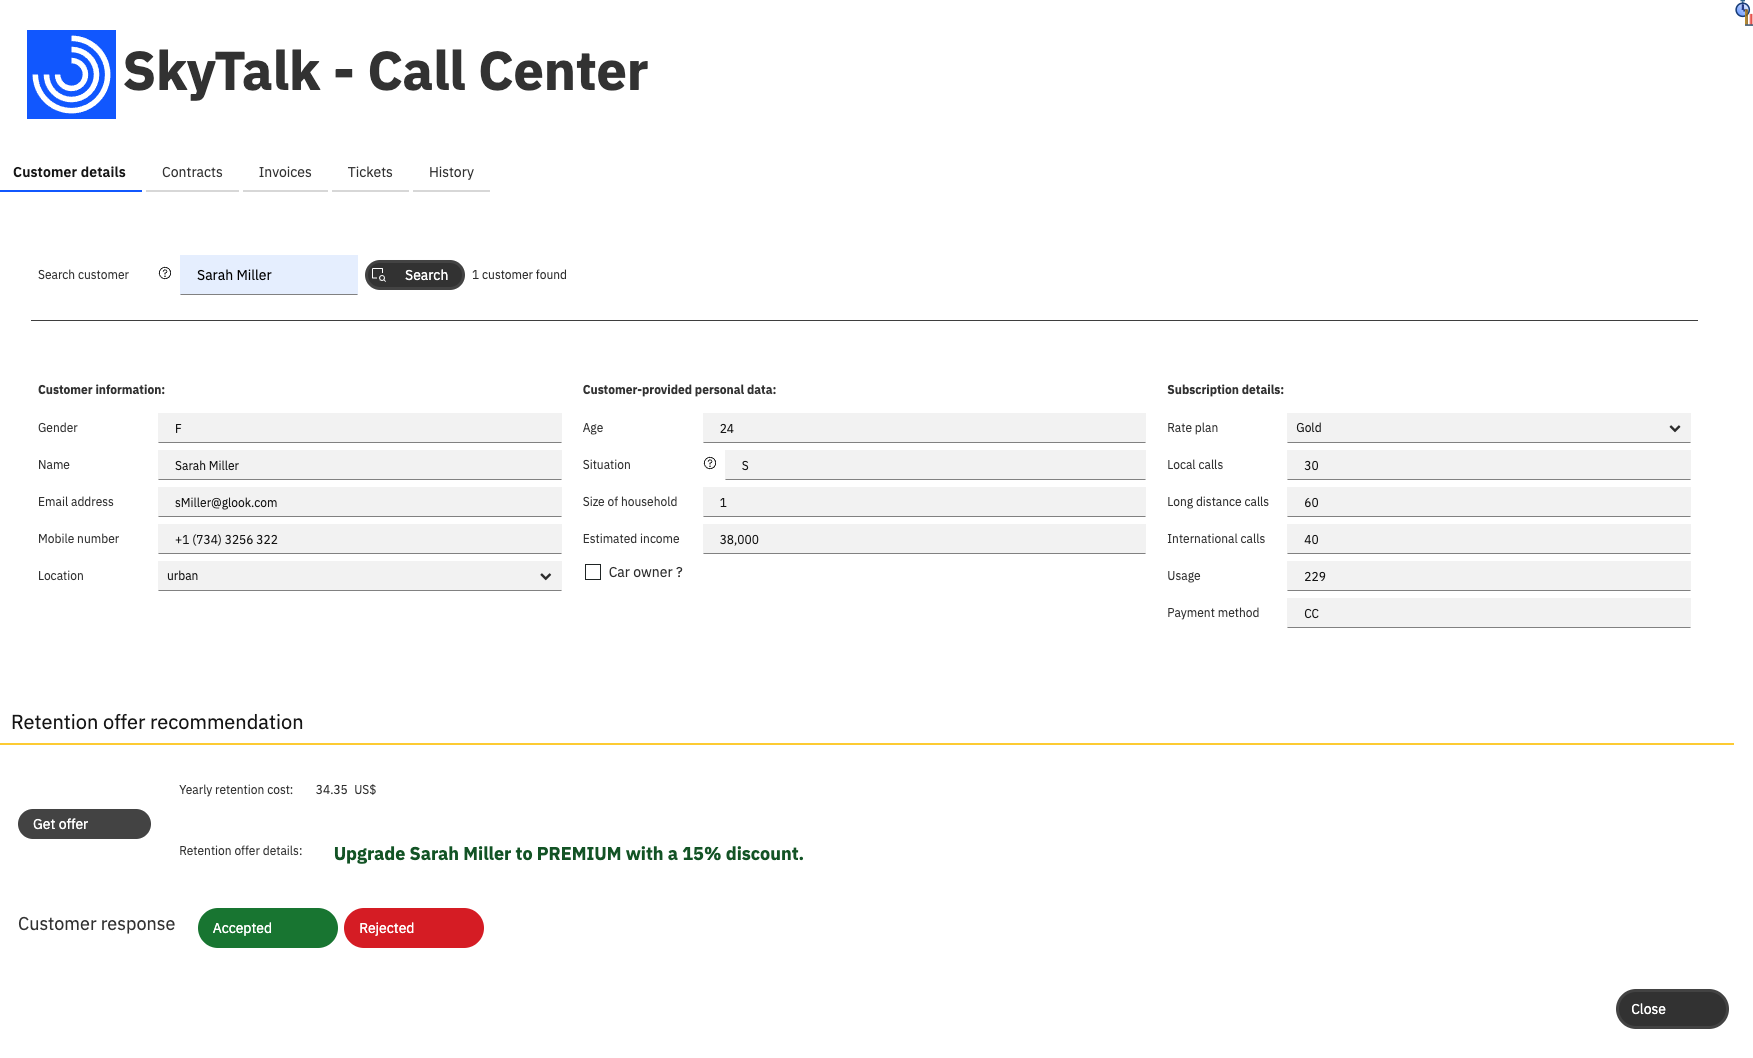 SkyTalk - Call Center
Customer details Contracts Invoices Tickets History
Search customer Sarah Miller Search 1 customer found
Customer information:
Gender F
Name Sarah Miller
Email address sMiller@glook.com
Mobile number +1 (734) 3256 322
Location urban
Customer-provided personal data:
Age 24
Situation S
Size of household 1
Estimated income 38,000
Car owner ?
Subscription details:
Rate plan Gold
Local calls 30
Long distance calls 60
International calls 40
Usage 229
Payment method CC
Retention offer recommendation
Yearly retention cost: 34.35 US$
Get offer
Retention offer details: Upgrade Sarah Miller to PREMIUM with a 15% discount.
Customer response Accepted Rejected
Close